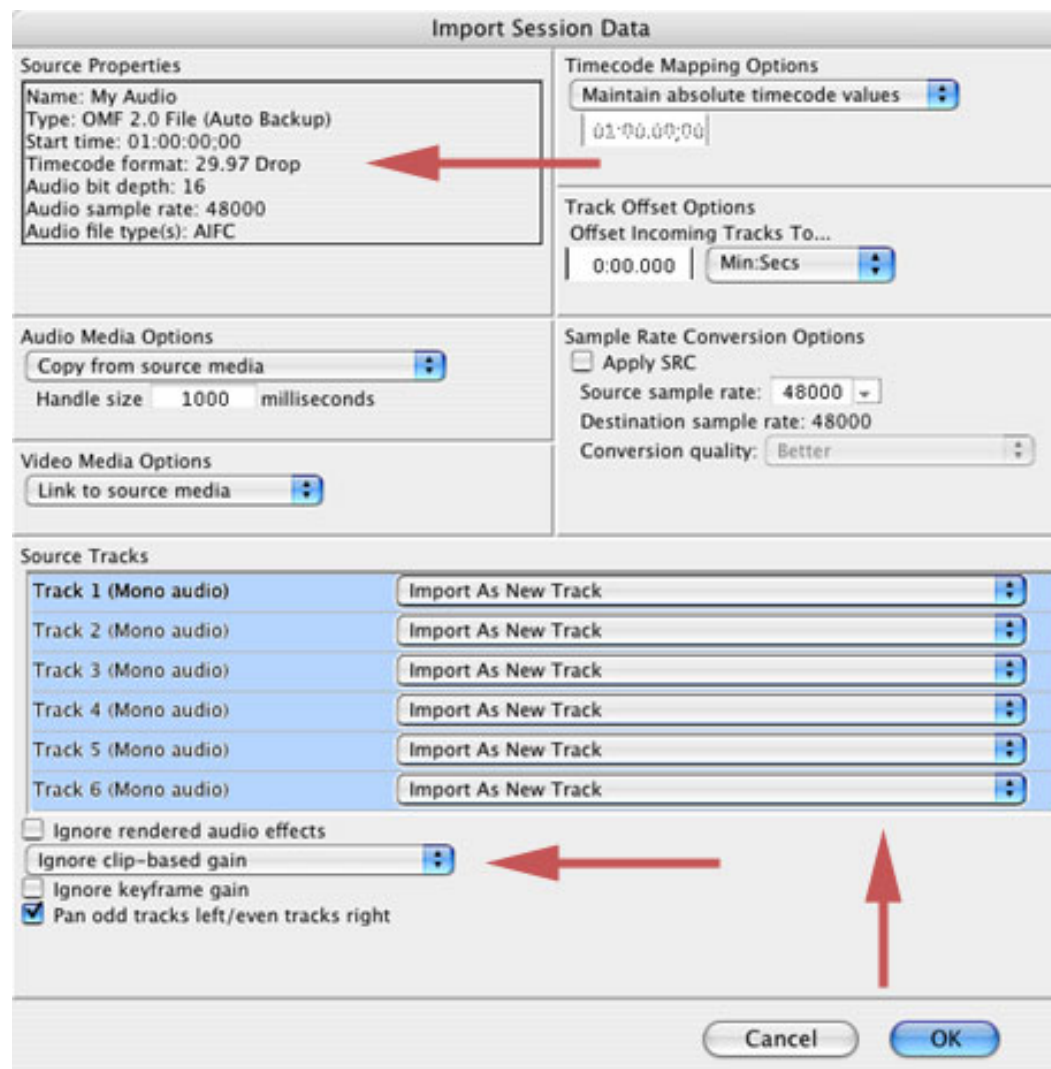 Import Session Data
Source Properties
Name: My Audio
Type: OMF 2.0 File (Auto Backup)
Start time: 01:00:00;00
Timecode format: 29.97 Drop
Audio bit depth: 16
Audio sample rate: 48000
Audio file type(s): AIFC
Timecode Mapping Options
Maintain absolute timecode values
01:00:00;00
Track Offset Options
Offset Incoming Tracks To...
0:00.000 Min:Secs
Audio Media Options
Copy from source media
Handle size 1000 milliseconds
Video Media Options
Link to source media
Sample Rate Conversion Options
Apply SRC
Source sample rate: 48000
Destination sample rate: 48000
Conversion quality: Better
Source Tracks
Track 1 (Mono audio) Import As New Track
Track 2 (Mono audio) Import As New Track
Track 3 (Mono audio) Import As New Track
Track 4 (Mono audio) Import As New Track
Track 5 (Mono audio) Import As New Track
Track 6 (Mono audio) Import As New Track
Ignore rendered audio effects
Ignore clip-based gain
Ignore keyframe gain
Pan odd tracks left/even tracks right
Cancel OK